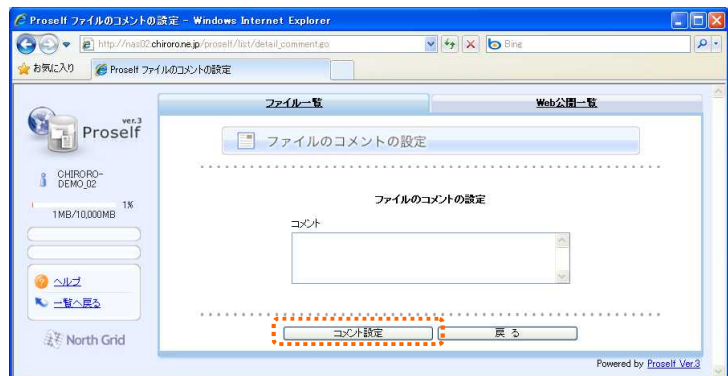 Proself ファイルのコメントの設定 - Windows Internet Explorer
http://nas02.chiroro.ne.jp/proself/list/detail_comment.go
Bing
お気に入り
Proself ファイルのコメントの設定
ファイル一覧
Web公開一覧
ver.3
Proself
ファイルのコメントの設定
CHIRORO-
DEMO_02
1%
1MB/10,000MB
ファイルのコメントの設定
コメント
ヘルプ
一覧へ戻る
North Grid
コメント設定
戻 る
Powered by Proself Ver.3